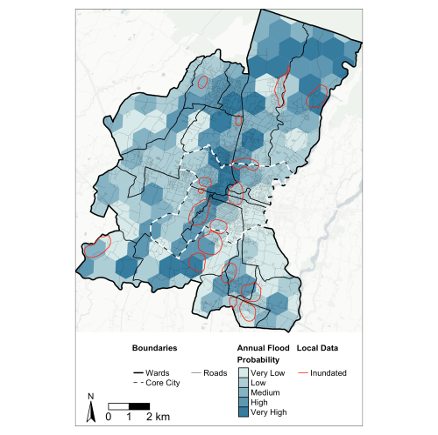 Boundaries
Wards
Roads
Core City
Annual Flood
Probability
Very Low
Low
Medium
High
Very High
Local Data
Inundated
N
0 1 2 km